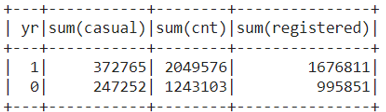 +---+-----------+--------+---------------+
| yr|sum(casual)|sum(cnt)|sum(registered)|
+---+-----------+--------+---------------+
|  1|     372765| 2049576|        1676811|
|  0|     247252| 1243103|         995851|
+---+-----------+--------+---------------+